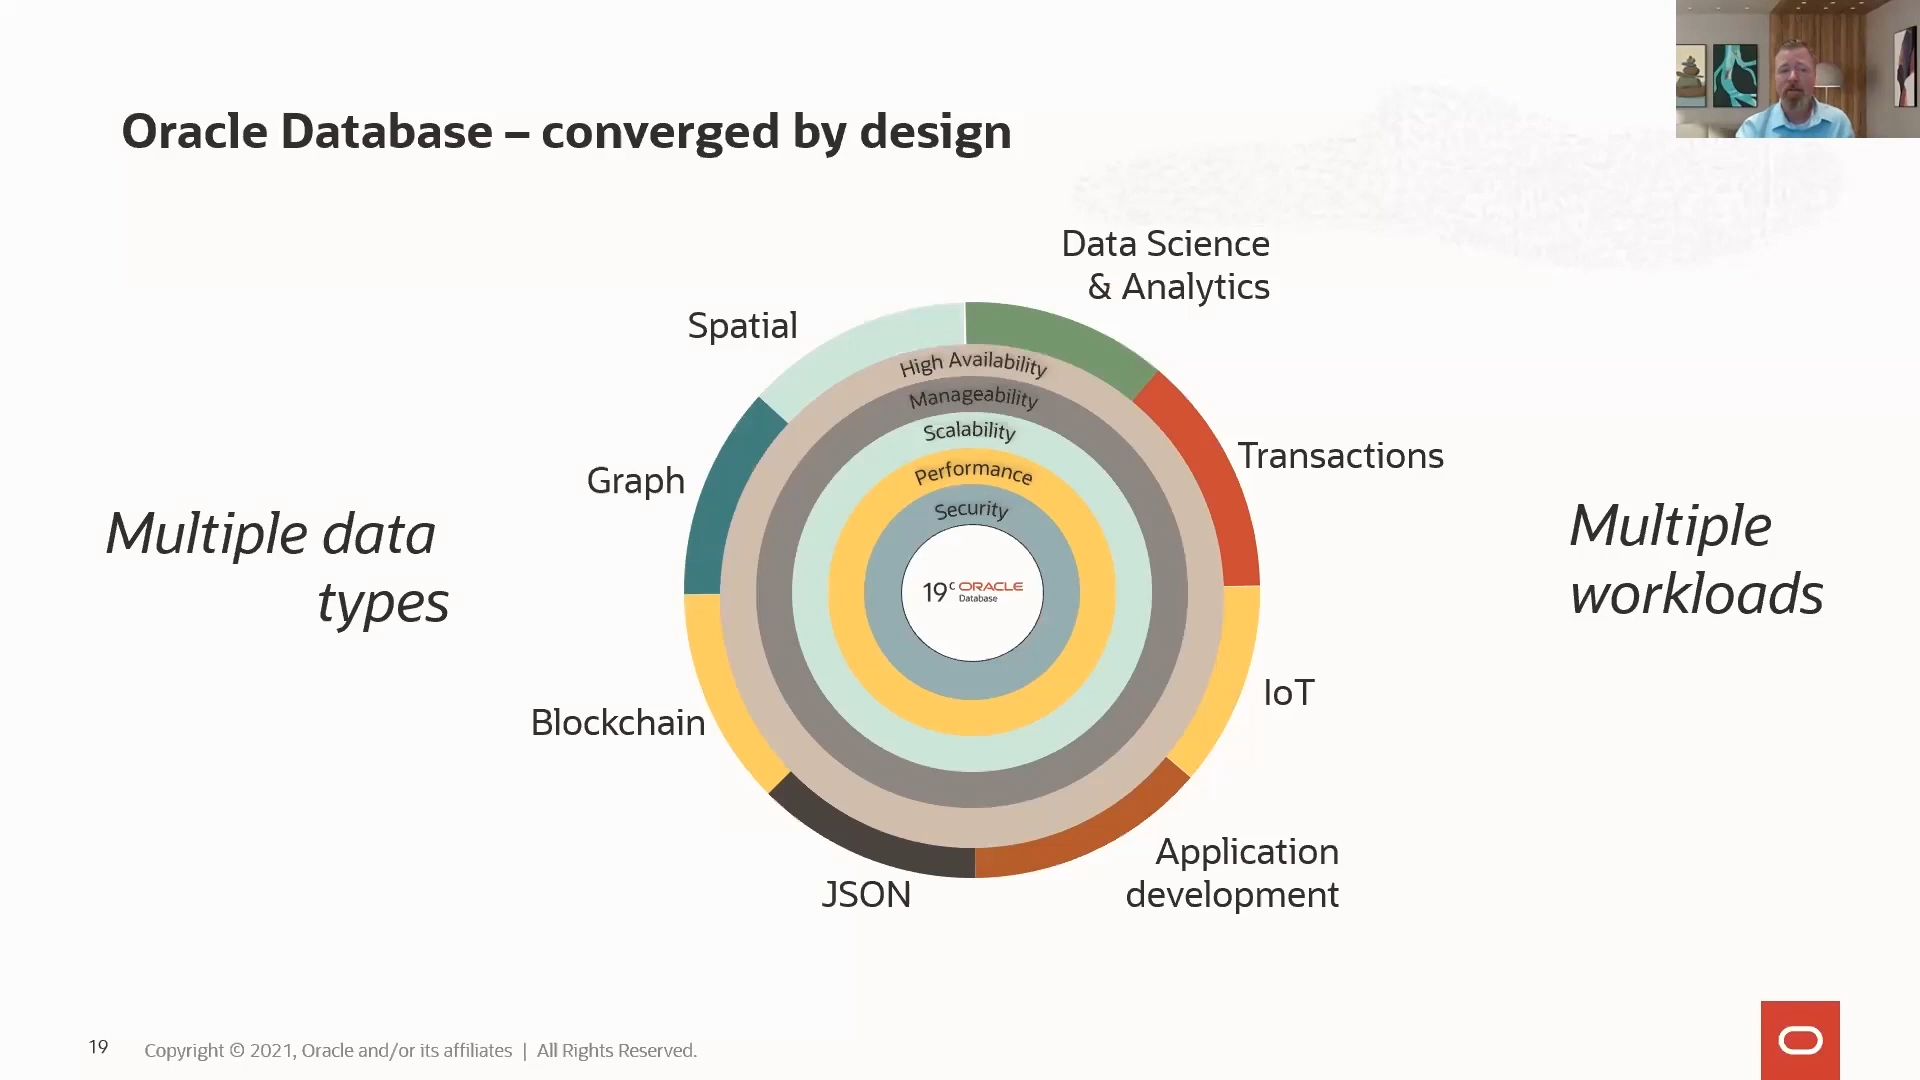 Oracle Database – converged by design
Data Science
& Analytics
Spatial
High Availability
Manageability
Scalability
Performance
Security
Transactions
Graph
Multiple data
types
Multiple
workloads
19c ORACLE
Database
IoT
Blockchain
Application
development
JSON
19
Copyright © 2021, Oracle and/or its affiliates | All Rights Reserved.